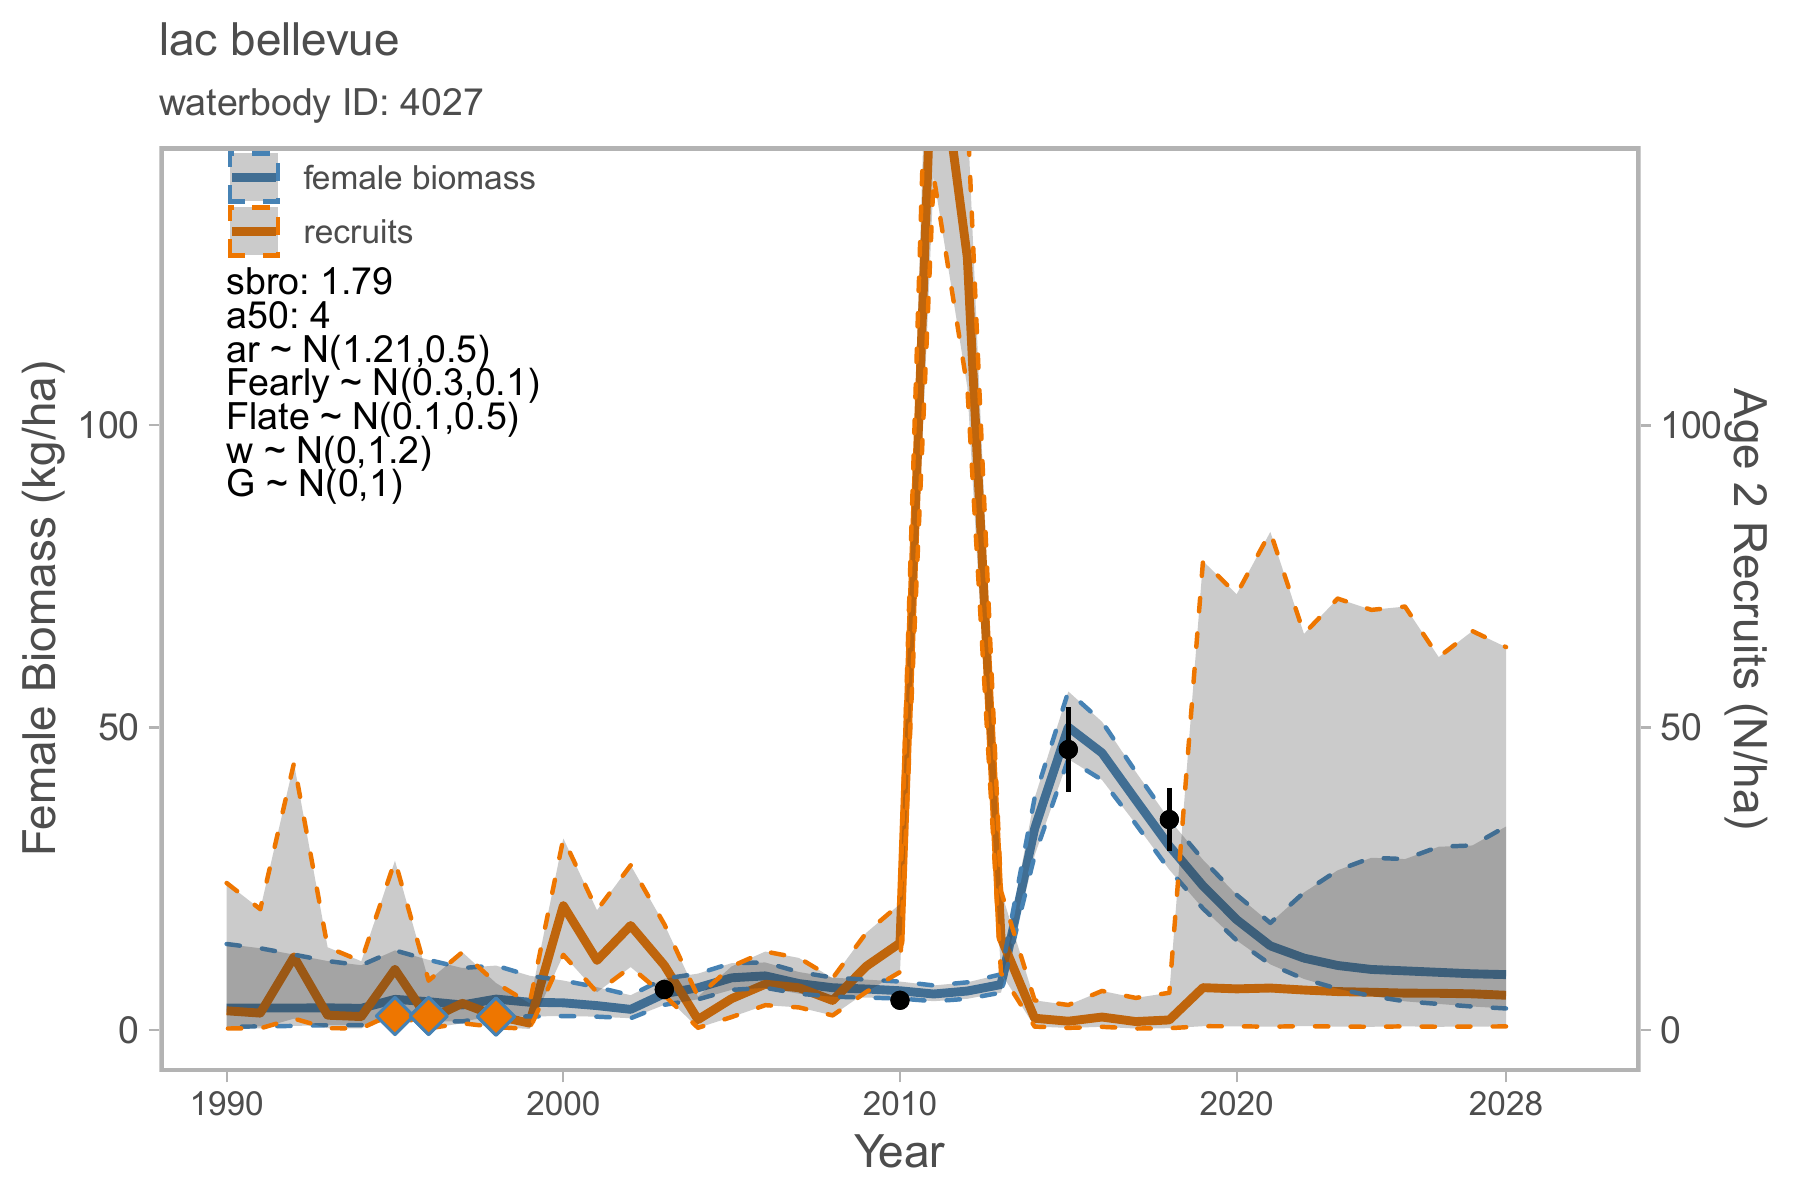 lac bellevue
waterbody ID: 4027
female biomass
recruits
sbro: 1.79
a50: 4
ar ~ N(1.21,0.5)
Fearly ~ N(0.3,0.1)
Flate ~ N(0.1,0.5)
w ~ N(0,1.2)
G ~ N(0,1)
Female Biomass (kg/ha)
100
50
0
100
50
0
Age 2 Recruits (N/ha)
1990
2000
2010
2020
2028
Year